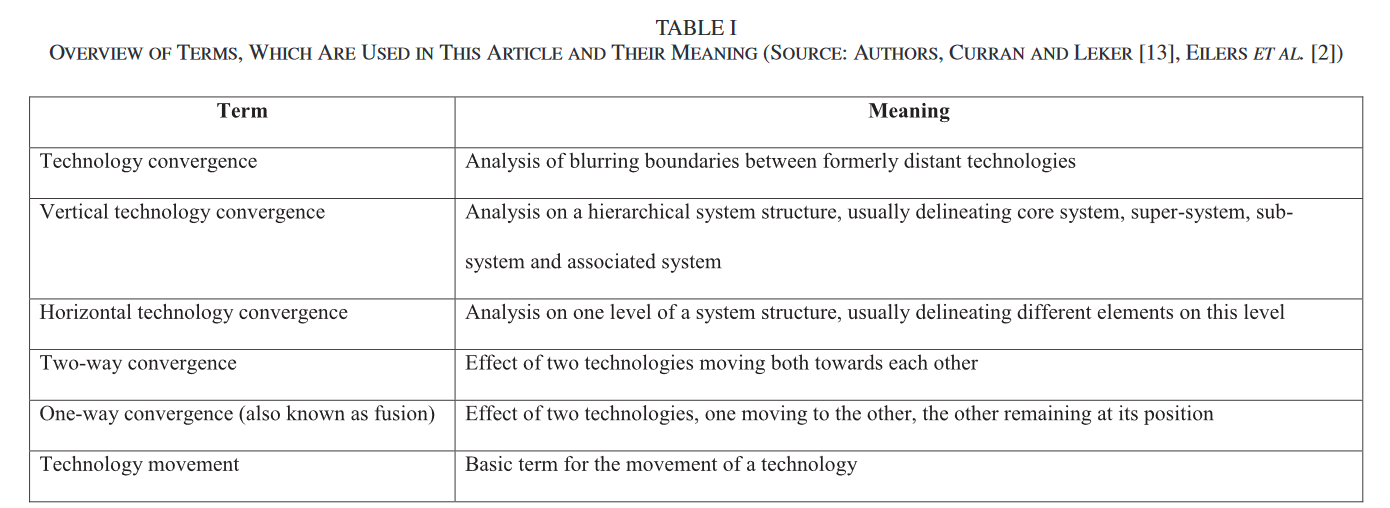 TABLE I
OVERVIEW OF TERMS, WHICH ARE USED IN THIS ARTICLE AND THEIR MEANING (SOURCE: AUTHORS, CURRAN AND LEKER [13], EILERS ET AL. [2])
Term Meaning
Technology convergence Analysis of blurring boundaries between formerly distant technologies
Vertical technology convergence Analysis on a hierarchical system structure, usually delineating core system, super-system, sub-
system and associated system
Horizontal technology convergence Analysis on one level of a system structure, usually delineating different elements on this level
Two-way convergence Effect of two technologies moving both towards each other
One-way convergence (also known as fusion) Effect of two technologies, one moving to the other, the other remaining at its position
Technology movement Basic term for the movement of a technology